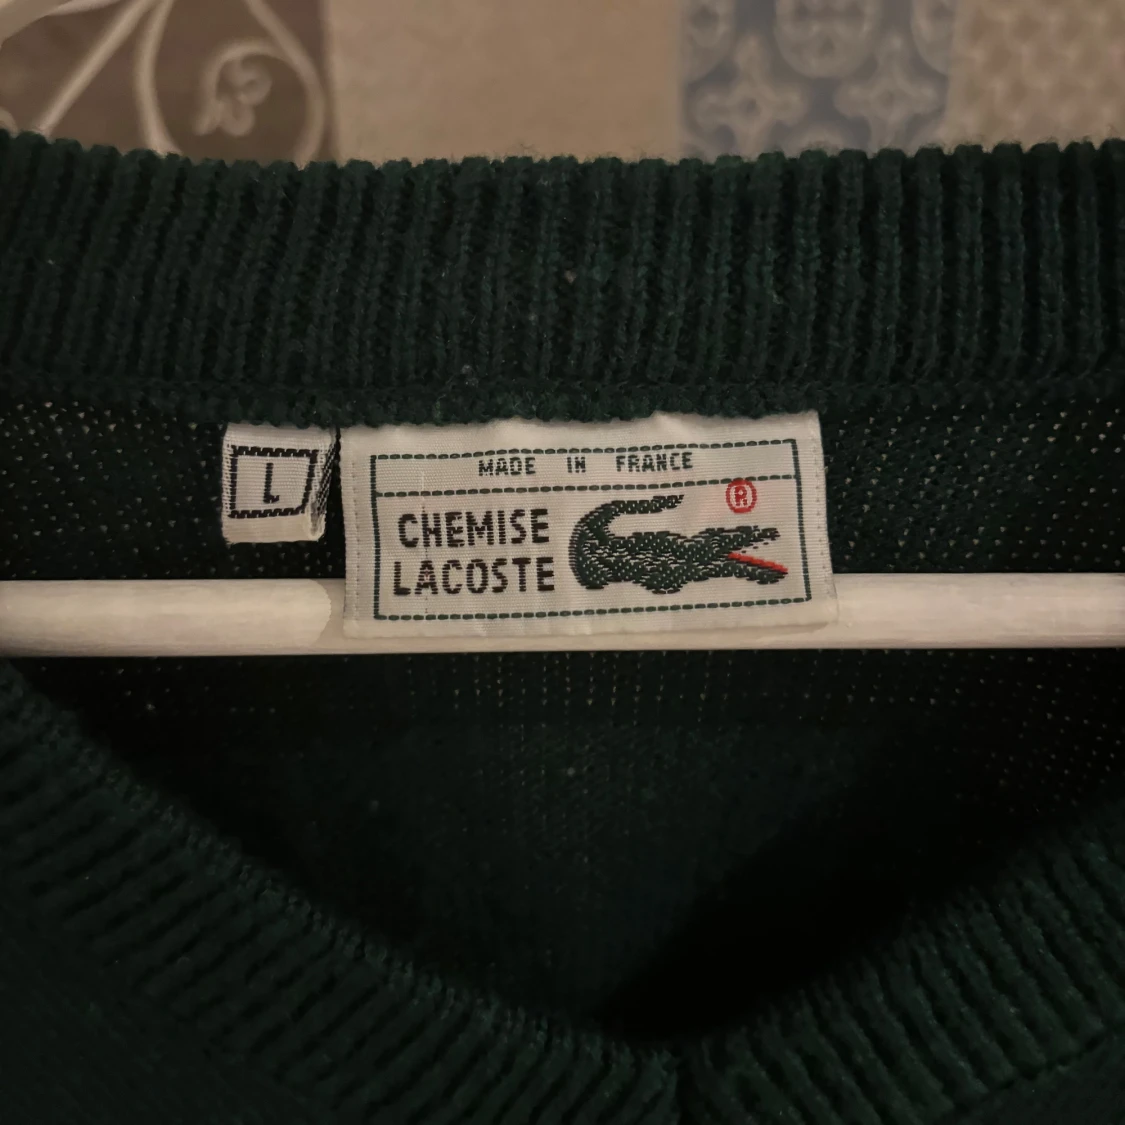 L
MADE IN FRANCE
CHEMISE
LACOSTE
®